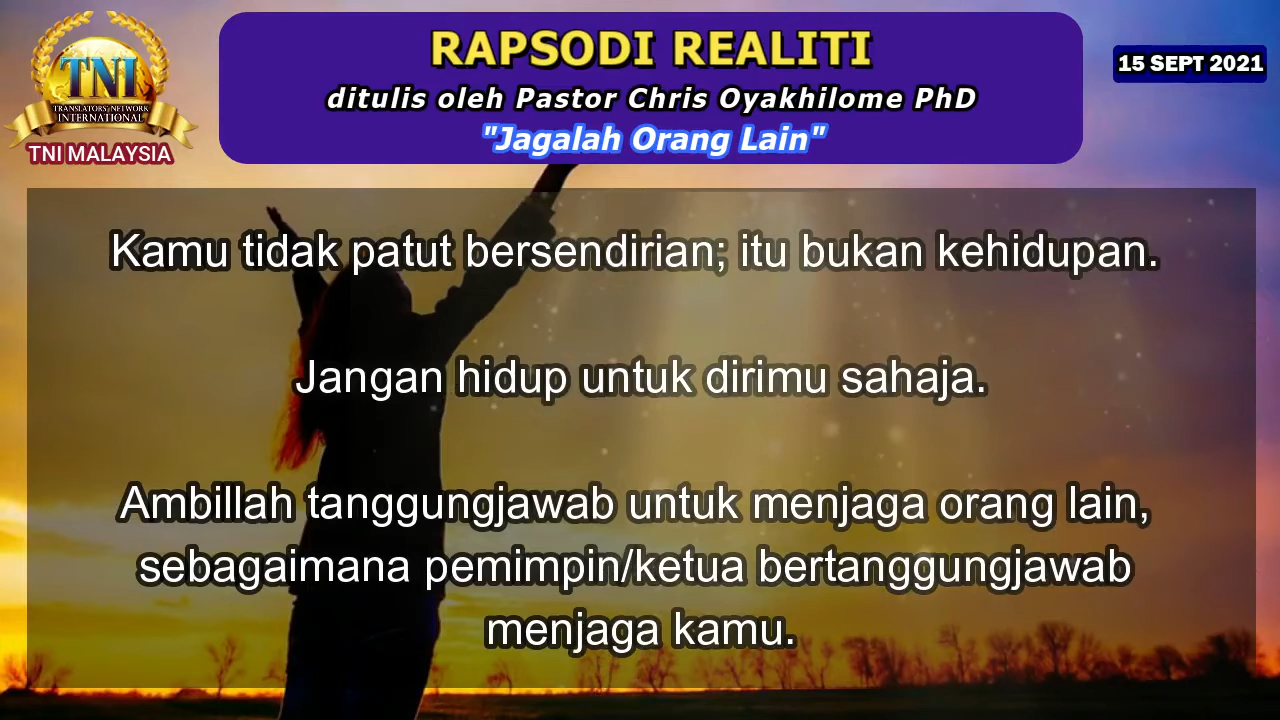 TNI
TRANSLATORS' NETWORK
INTERNATIONAL
TNI MALAYSIA
RAPSODI REALITI
ditulis oleh Pastor Chris Oyakhilome PhD
"Jagalah Orang Lain"
15 SEPT 2021
Kamu tidak patut bersendirian; itu bukan kehidupan.
Jangan hidup untuk dirimu sahaja.
Ambillah tanggungjawab untuk menjaga orang lain,
sebagaimana pemimpin/ketua bertanggungjawab
menjaga kamu.